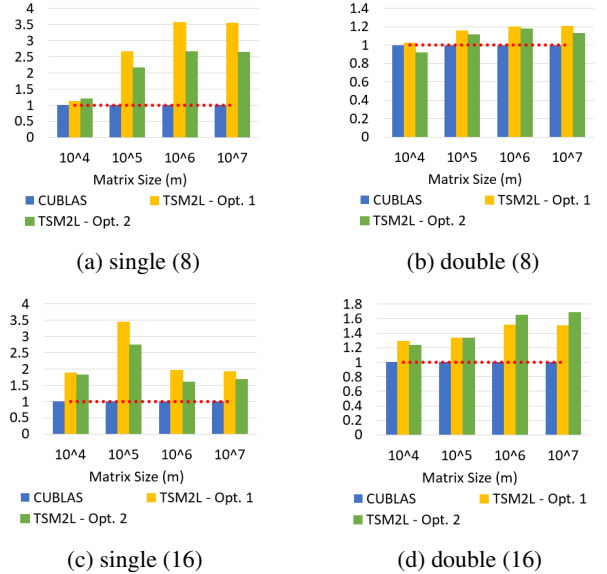 4
3.5
3
2.5
2
1.5
1
0.5
0
10^4 10^5 10^6 10^7
Matrix Size (m)
CUBLAS TSM2L - Opt. 1
TSM2L - Opt. 2
(a) single (8)
1.4
1.2
1
0.8
0.6
0.4
0.2
0
10^4 10^5 10^6 10^7
Matrix Size (m)
CUBLAS TSM2L - Opt. 1
TSM2L - Opt. 2
(b) double (8)
4
3.5
3
2.5
2
1.5
1
0.5
0
10^4 10^5 10^6 10^7
Matrix Size (m)
CUBLAS TSM2L - Opt. 1
TSM2L - Opt. 2
(c) single (16)
1.8
1.6
1.4
1.2
1
0.8
0.6
0.4
0.2
0
10^4 10^5 10^6 10^7
Matrix Size (m)
CUBLAS TSM2L - Opt. 1
TSM2L - Opt. 2
(d) double (16)